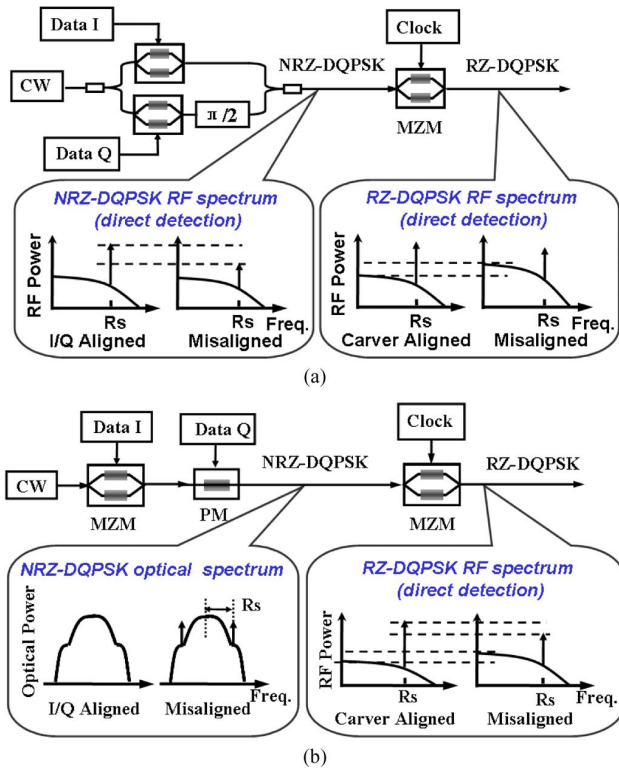 Data I
Clock
NRZ-DQPSK
RZ-DQPSK
CW
π/2
MZM
Data Q
NRZ-DQPSK RF spectrum
(direct detection)
RZ-DQPSK RF spectrum
(direct detection)
RF Power
Rs
Rs
Freq.
I/Q Aligned
Misaligned
RF Power
Rs
Rs
Freq.
Carver Aligned
Misaligned
(a)
Data I
Data Q
Clock
NRZ-DQPSK
RZ-DQPSK
CW
MZM
PM
MZM
NRZ-DQPSK optical spectrum
RZ-DQPSK RF spectrum
(direct detection)
Optical Power
Rs
Freq.
I/Q Aligned
Misaligned
RF Power
Rs
Rs
Freq.
Carver Aligned
Misaligned
(b)